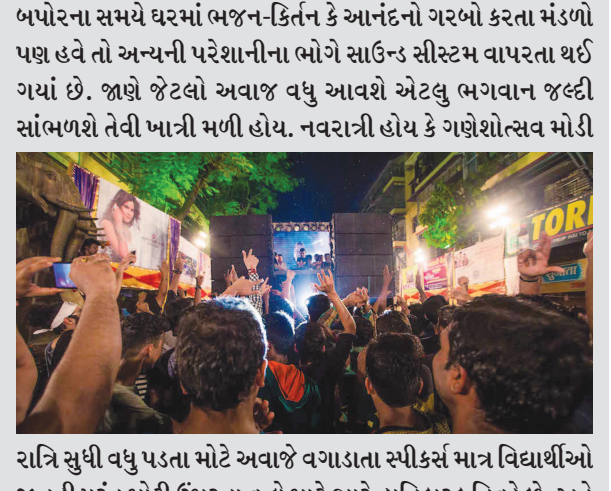 બપોરના સમયે ઘરમાં ભજન-કિર્તન કે આનંદનો ગરબો કરતા મંડળો
પણ હવે તો અન્યની પરેશાનીના ભોગે સાઉન્ડ સીસ્ટમ વાપરતા થઈ
ગયાં છે. જાણે જેટલો અવાજ વધુ આવશે એટલુ ભગવાન જલ્દી
સાંભળશે તેવી ખાત્રી મળી હોય. નવરાત્રી હોય કે ગણેશોત્સવ મોડી
TOR
રાત્રિ સુધી વધુ પડતા મોટે અવાજે વગાડાતા સ્પીકર્સ માત્ર વિદ્યાર્થીઓ